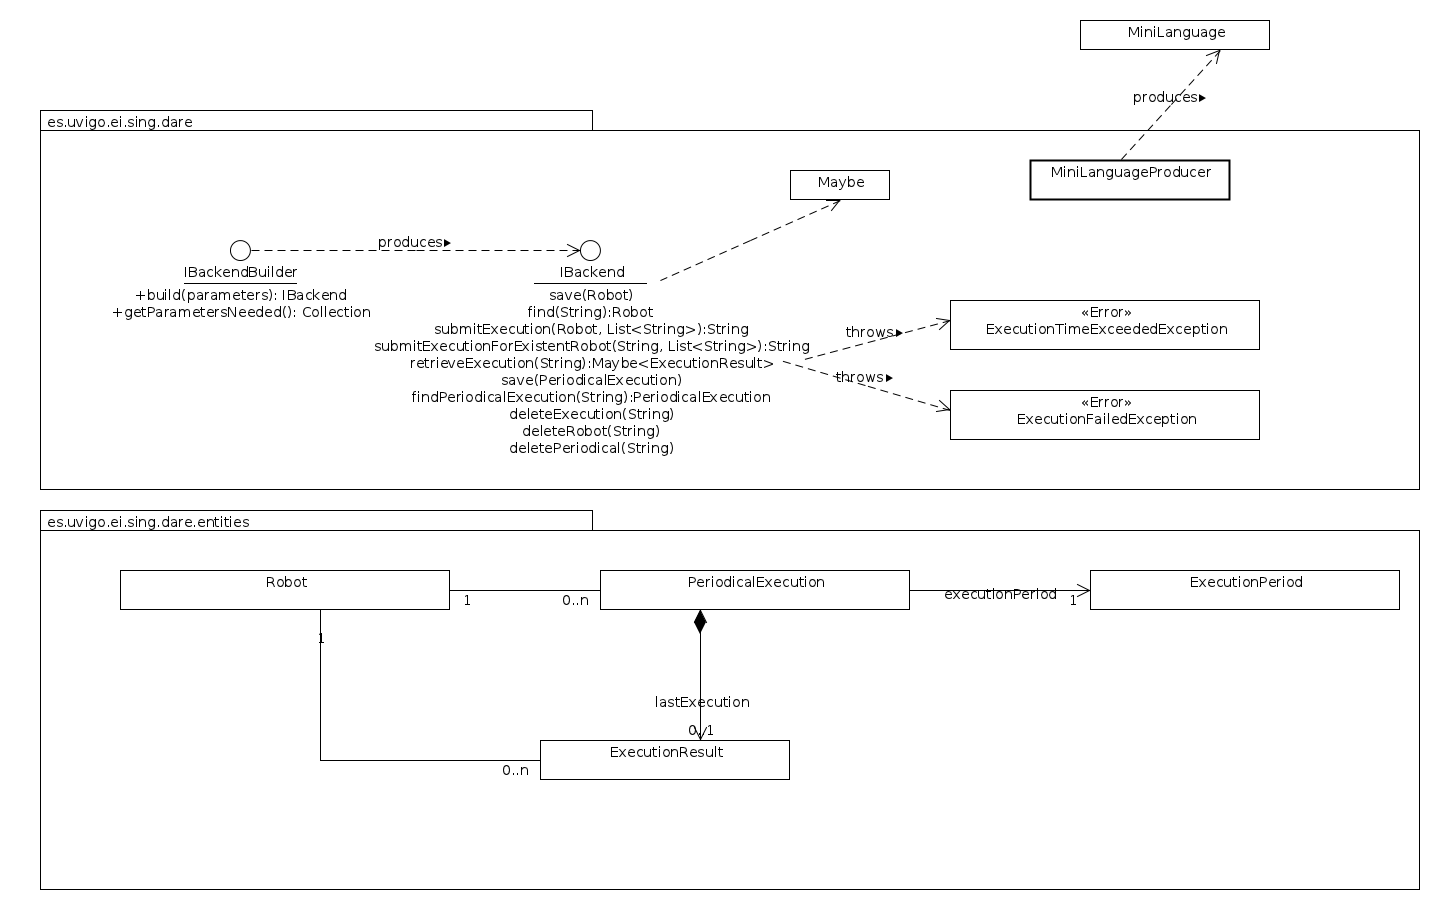 MiniLanguage
produces▶
es.uvigo.ei.sing.dare
MiniLanguageProducer
Maybe
produces▶
IBackendBuilder
+build(parameters): IBackend
+getParametersNeeded(): Collection
IBackend
save(Robot)
find(String):Robot
submitExecution(Robot, List<String>):String
submitExecutionForExistentRobot(String, List<String>):String
retrieveExecution(String):Maybe<ExecutionResult>
save(PeriodicalExecution)
findPeriodicalExecution(String):PeriodicalExecution
deleteExecution(String)
deleteRobot(String)
deletePeriodical(String)
throws▶
«Error»
ExecutionTimeExceededException
throws▶
«Error»
ExecutionFailedException
es.uvigo.ei.sing.dare.entities
Robot
1
0..n
PeriodicalExecution
executionPeriod
1
ExecutionPeriod
1
lastExecution
0..1
ExecutionResult
0..n